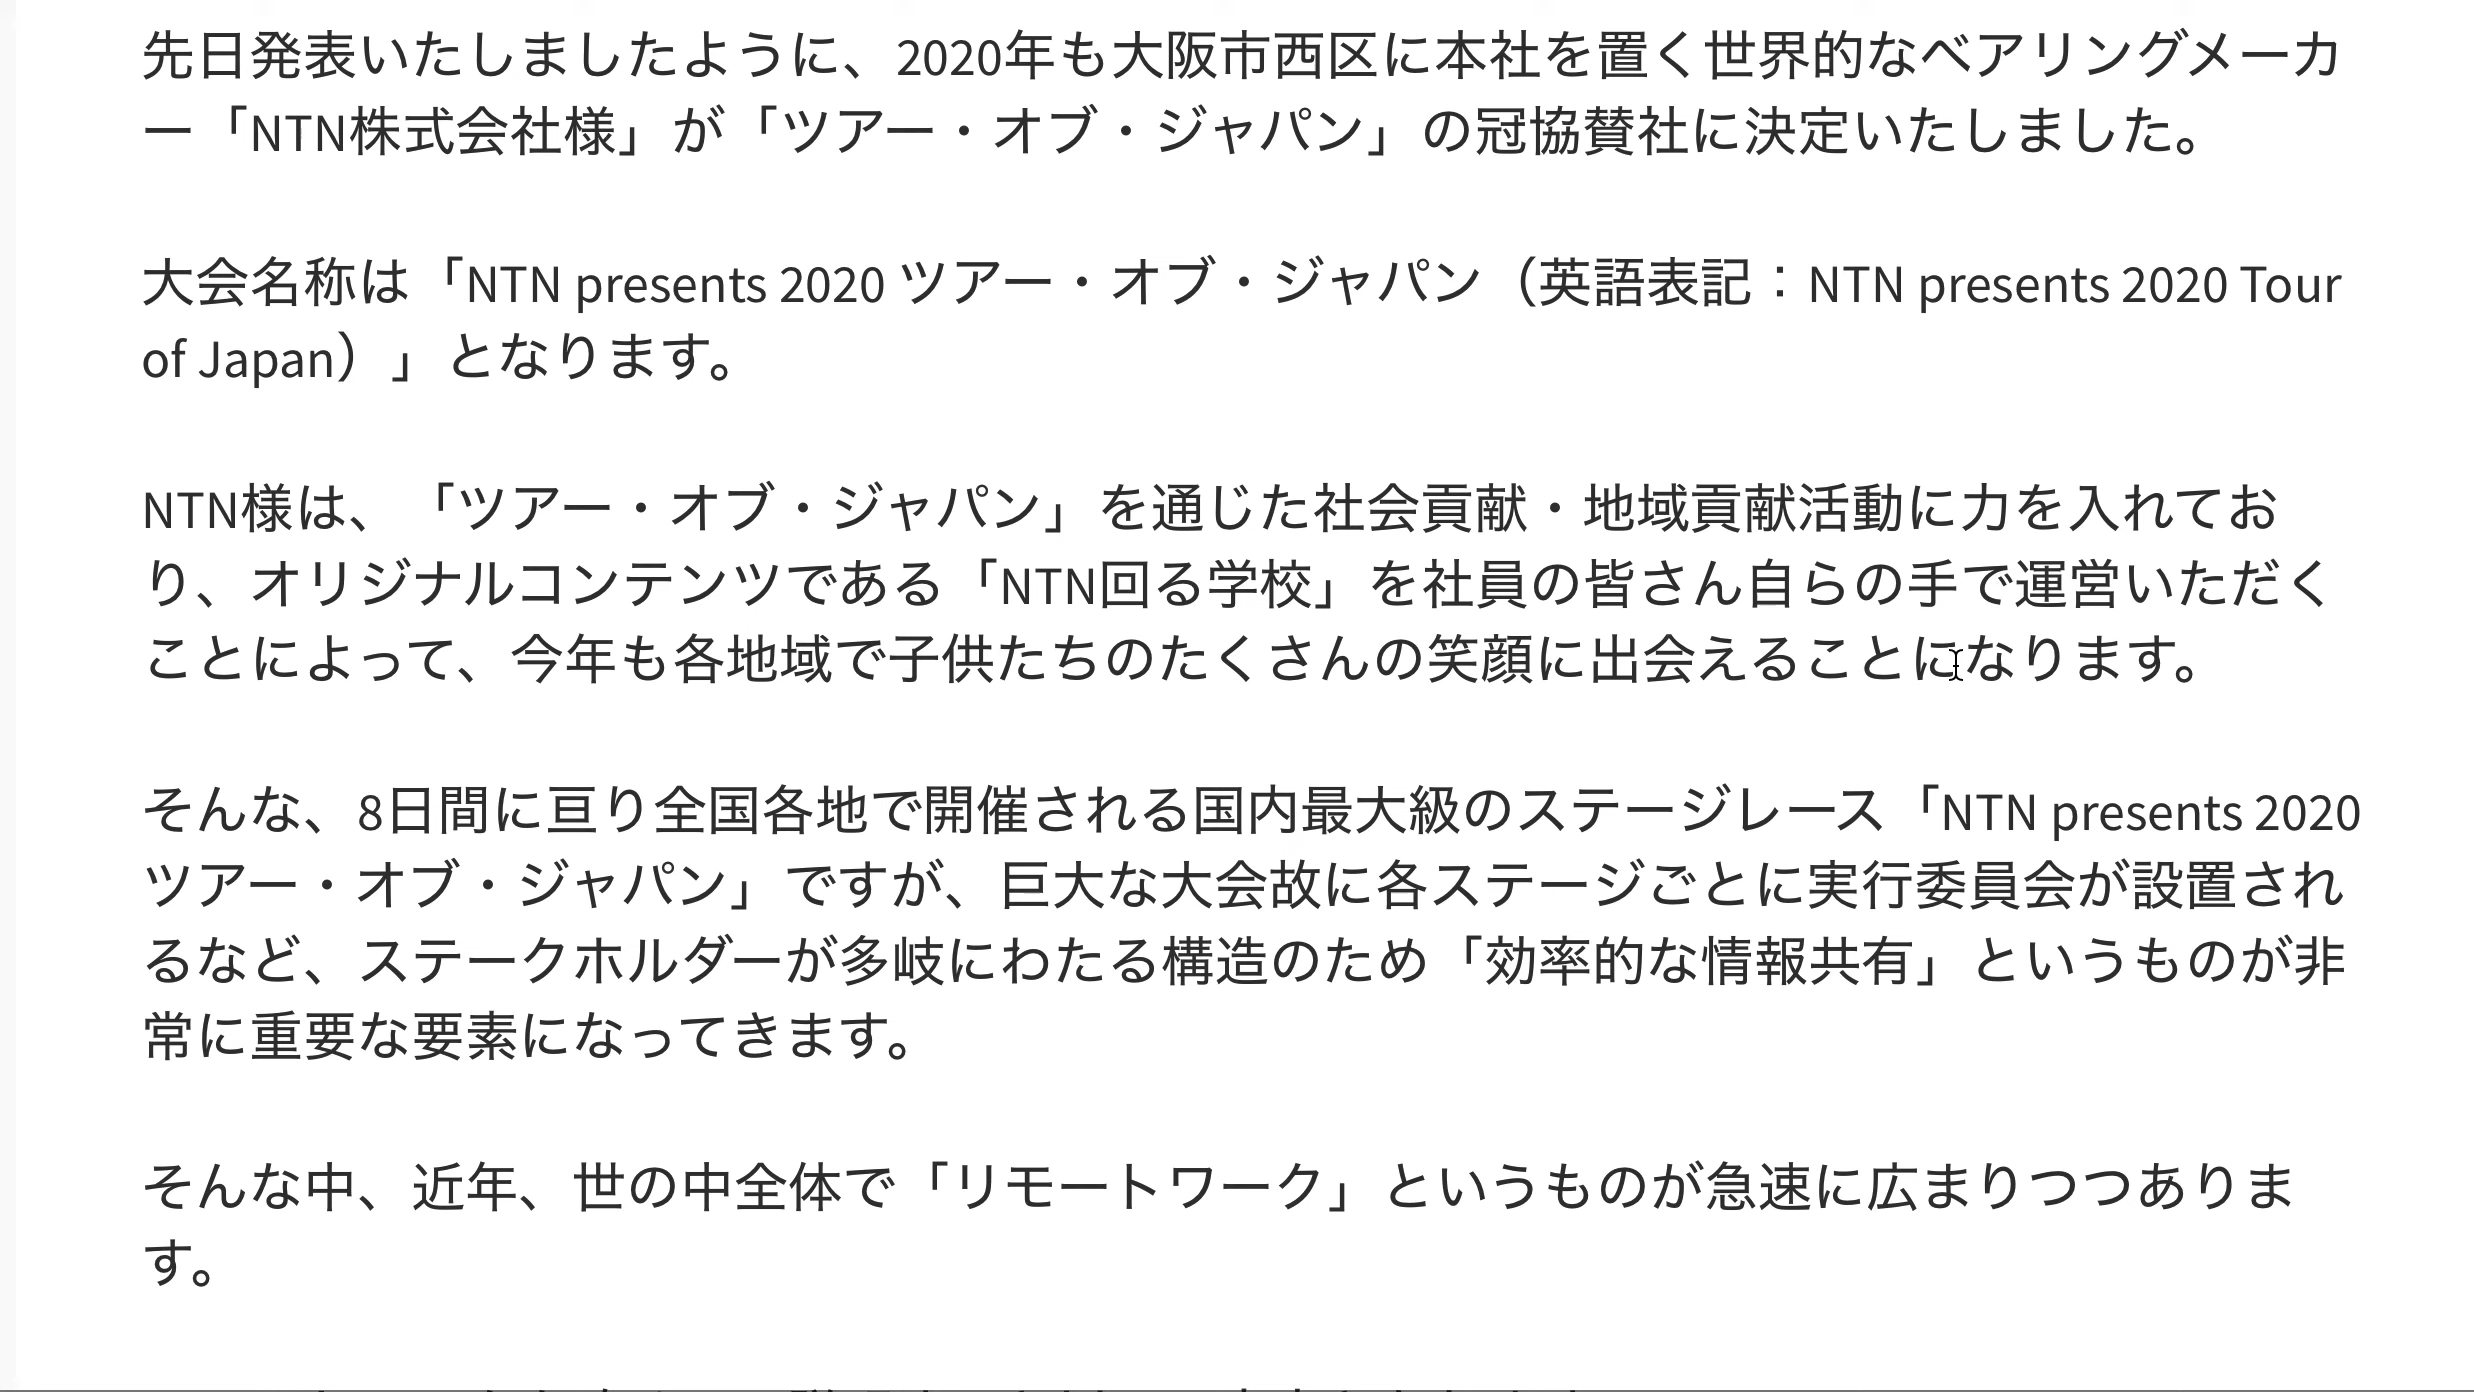 先日発表いたしましたように、2020年も大阪市西区に本社を置く世界的なベアリングメーカ
ー「NTN株式会社様」が「ツアー・オブ・ジャパン」の冠協賛社に決定いたしました。
大会名称は「NTN presents 2020 ツアー・オブ・ジャパン（英語表記：NTN presents 2020 Tour
of Japan）」となります。
NTN様は、「ツアー・オブ・ジャパン」を通じた社会貢献・地域貢献活動に力を入れてお
り、オリジナルコンテンツである「NTN回る学校」を社員の皆さん自らの手で運営いただく
ことによって、今年も各地域で子供たちのたくさんの笑顔に出会えることになります。
そんな、8日間に亘り全国各地で開催される国内最大級のステージレース「NTN presents 2020
ツアー・オブ・ジャパン」ですが、巨大な大会故に各ステージごとに実行委員会が設置され
るなど、ステークホルダーが多岐にわたる構造のため「効率的な情報共有」というものが非
常に重要な要素になってきます。
そんな中、近年、世の中全体で「リモートワーク」というものが急速に広まりつつありま
す。